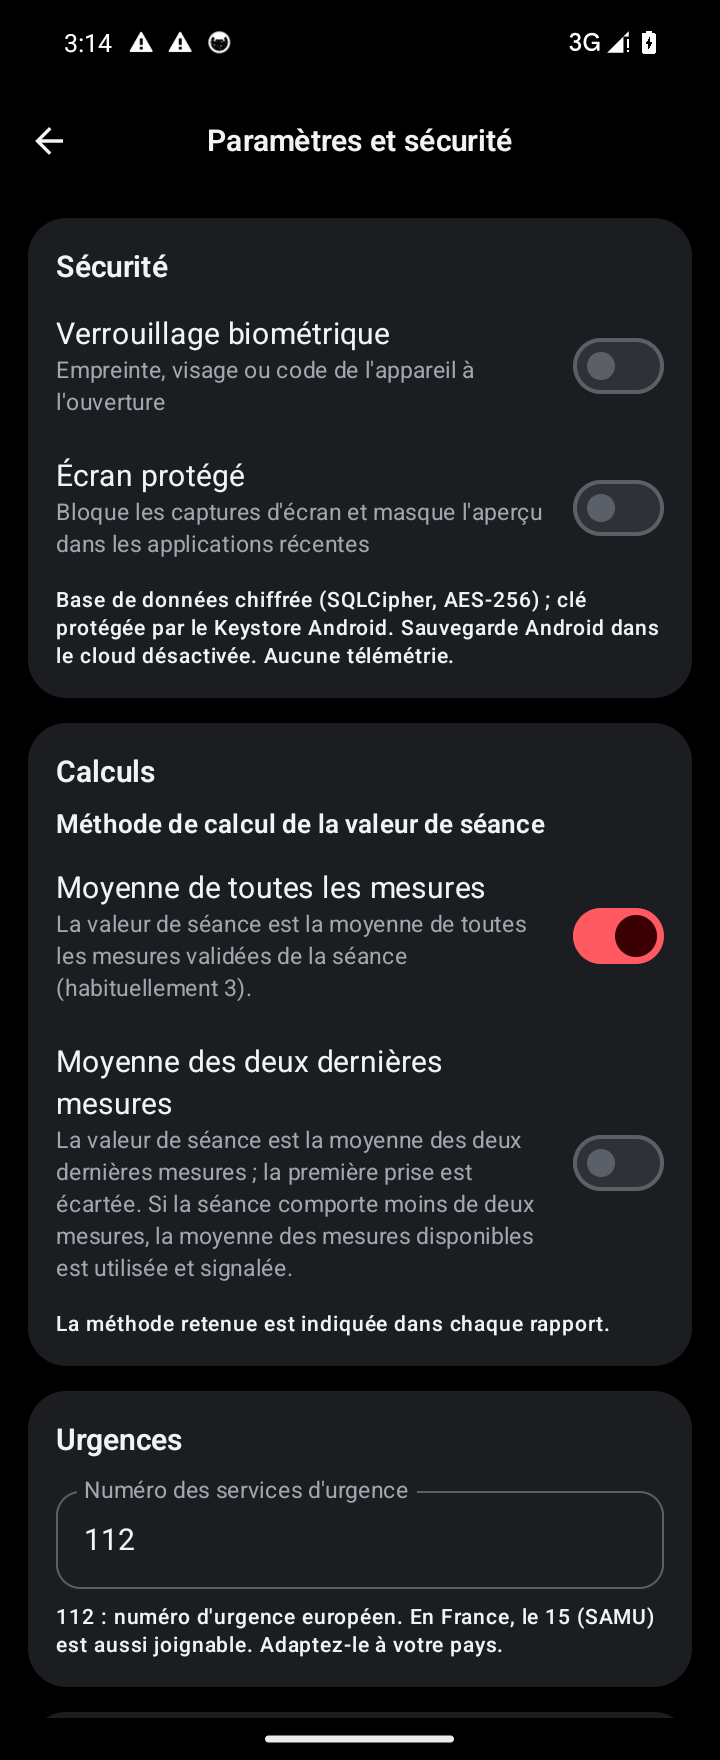 3:14
3G
Paramètres et sécurité
Sécurité
Verrouillage biométrique
Empreinte, visage ou code de l'appareil à
l'ouverture
Écran protégé
Bloque les captures d'écran et masque l'aperçu
dans les applications récentes
Base de données chiffrée (SQLCipher, AES-256) ; clé
protégée par le Keystore Android. Sauvegarde Android dans
le cloud désactivée. Aucune télémétrie.
Calculs
Méthode de calcul de la valeur de séance
Moyenne de toutes les mesures
La valeur de séance est la moyenne de toutes
les mesures validées de la séance
(habituellement 3).
Moyenne des deux dernières
mesures
La valeur de séance est la moyenne des deux
dernières mesures ; la première prise est
écartée. Si la séance comporte moins de deux
mesures, la moyenne des mesures disponibles
est utilisée et signalée.
La méthode retenue est indiquée dans chaque rapport.
Urgences
Numéro des services d'urgence
112
112 : numéro d'urgence européen. En France, le 15 (SAMU)
est aussi joignable. Adaptez-le à votre pays.